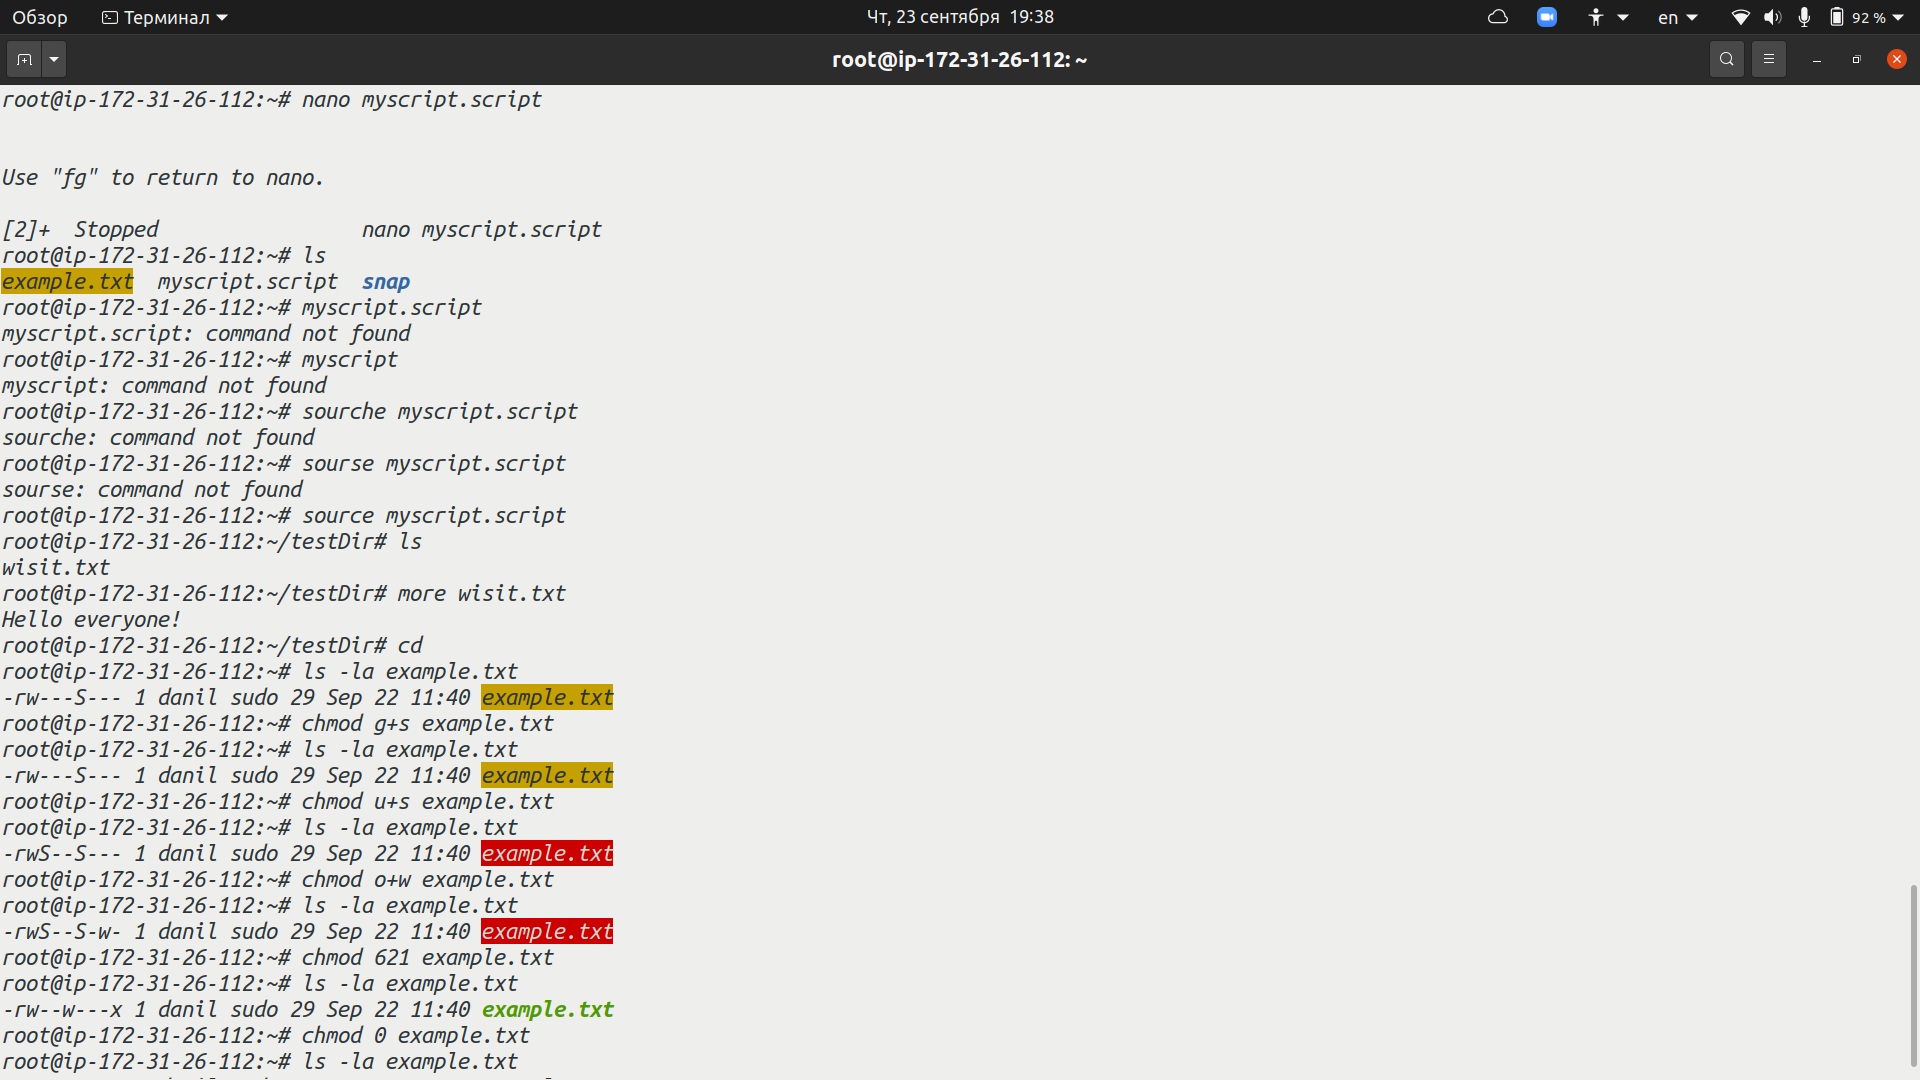 Обзор Терминал Чт, 23 сентября 19:38 en 92 %
root@ip-172-31-26-112: ~
root@ip-172-31-26-112:~# nano myscript.script
Use "fg" to return to nano.
[2]+  Stopped                 nano myscript.script
root@ip-172-31-26-112:~# ls
example.txt  myscript.script  snap
root@ip-172-31-26-112:~# myscript.script
myscript.script: command not found
root@ip-172-31-26-112:~# myscript
myscript: command not found
root@ip-172-31-26-112:~# sourche myscript.script
sourche: command not found
root@ip-172-31-26-112:~# sourse myscript.script
sourse: command not found
root@ip-172-31-26-112:~# source myscript.script
root@ip-172-31-26-112:~/testDir# ls
wisit.txt
root@ip-172-31-26-112:~/testDir# more wisit.txt
Hello everyone!
root@ip-172-31-26-112:~/testDir# cd
root@ip-172-31-26-112:~# ls -la example.txt
-rw---S--- 1 danil sudo 29 Sep 22 11:40 example.txt
root@ip-172-31-26-112:~# chmod g+s example.txt
root@ip-172-31-26-112:~# ls -la example.txt
-rw---S--- 1 danil sudo 29 Sep 22 11:40 example.txt
root@ip-172-31-26-112:~# chmod u+s example.txt
root@ip-172-31-26-112:~# ls -la example.txt
-rwS--S--- 1 danil sudo 29 Sep 22 11:40 example.txt
root@ip-172-31-26-112:~# chmod o+w example.txt
root@ip-172-31-26-112:~# ls -la example.txt
-rwS--S-w- 1 danil sudo 29 Sep 22 11:40 example.txt
root@ip-172-31-26-112:~# chmod 621 example.txt
root@ip-172-31-26-112:~# ls -la example.txt
-rw--w---x 1 danil sudo 29 Sep 22 11:40 example.txt
root@ip-172-31-26-112:~# chmod 0 example.txt
root@ip-172-31-26-112:~# ls -la example.txt